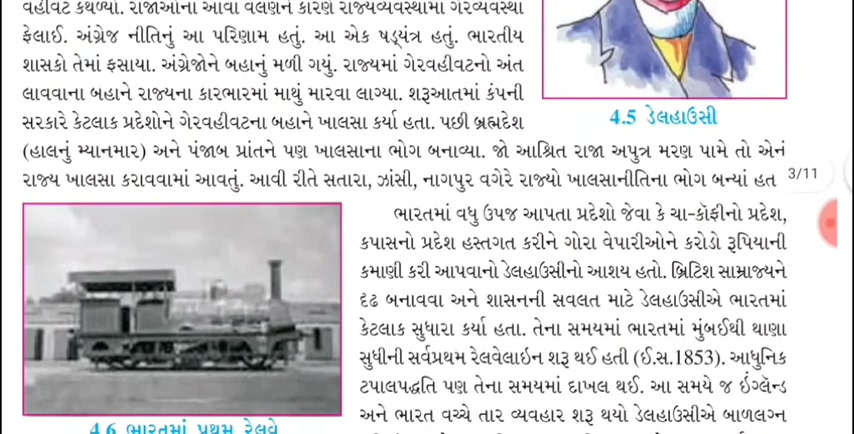 વહીવટ કથળ્યો. રાજાઓના આવા વલણને કારણે રાજ્યવ્યવસ્થામાં ગેરવ્યવસ્થા
ફેલાઈ. અંગ્રેજ નીતિનું આ પરિણામ હતું. આ એક ષડ્યંત્ર હતું. ભારતીય
શાસકો તેમાં ફસાયા. અંગ્રેજોને બહાનું મળી ગયું. રાજ્યમાં ગેરવહીવટનો અંત
લાવવાના બહાને રાજ્યના કારભારમાં માથું મારવા લાગ્યા. શરૂઆતમાં કંપની
સરકારે કેટલાક પ્રદેશોને ગેરવહીવટના બહાને ખાલસા કર્યા હતા. પછી બ્રહ્મદેશ
4.5 ડેલહાઉસી
(હાલનું મ્યાનમાર) અને પંજાબ પ્રાંતને પણ ખાલસાના ભોગ બનાવ્યા. જો આશ્રિત રાજા અપુત્ર મરણ પામે તો એનું
રાજ્ય ખાલસા કરાવવામાં આવતું. આવી રીતે સતારા, ઝાંસી, નાગપુર વગેરે રાજ્યો ખાલસાનીતિના ભોગ બન્યાં હત
3/11
ભારતમાં વધુ ઉપજ આપતા પ્રદેશો જેવા કે ચા-કૉફીનો પ્રદેશ,
કપાસનો પ્રદેશ હસ્તગત કરીને ગોરા વેપારીઓને કરોડો રૂપિયાની
કમાણી કરી આપવાનો ડેલહાઉસીનો આશય હતો. બ્રિટિશ સામ્રાજ્યને
દૃઢ બનાવવા અને શાસનની સવલત માટે ડેલહાઉસીએ ભારતમાં
કેટલાક સુધારા કર્યા હતા. તેના સમયમાં ભારતમાં મુંબઈથી થાણા
સુધીની સર્વપ્રથમ રેલવેલાઇન શરૂ થઈ હતી (ઈ.સ.1853). આધુનિક
ટપાલપદ્ધતિ પણ તેના સમયમાં દાખલ થઈ. આ સમયે જ ઇંગ્લૅન્ડ
અને ભારત વચ્ચે તાર વ્યવહાર શરૂ થયો ડેલહાઉસીએ બાળલગ્ન
4.6 ભારતમાં પ્રથમ રેલવે